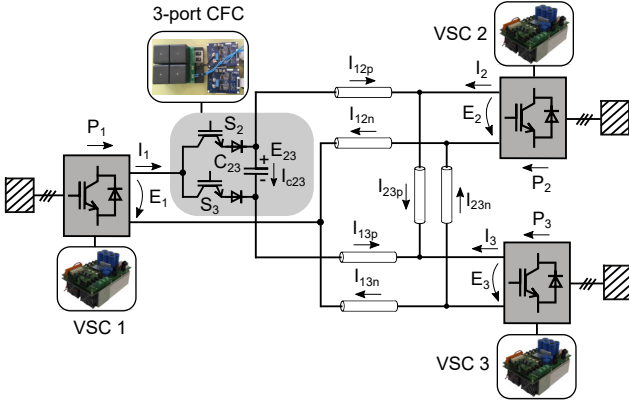 3-port CFC
VSC 2
I12p
I2
S2
E23
I12n
E2
P1
I1
C23
+
Ic23
-
P2
E1
S3
I23p
I23n
P3
I13p
I3
I13n
E3
VSC 1
VSC 3